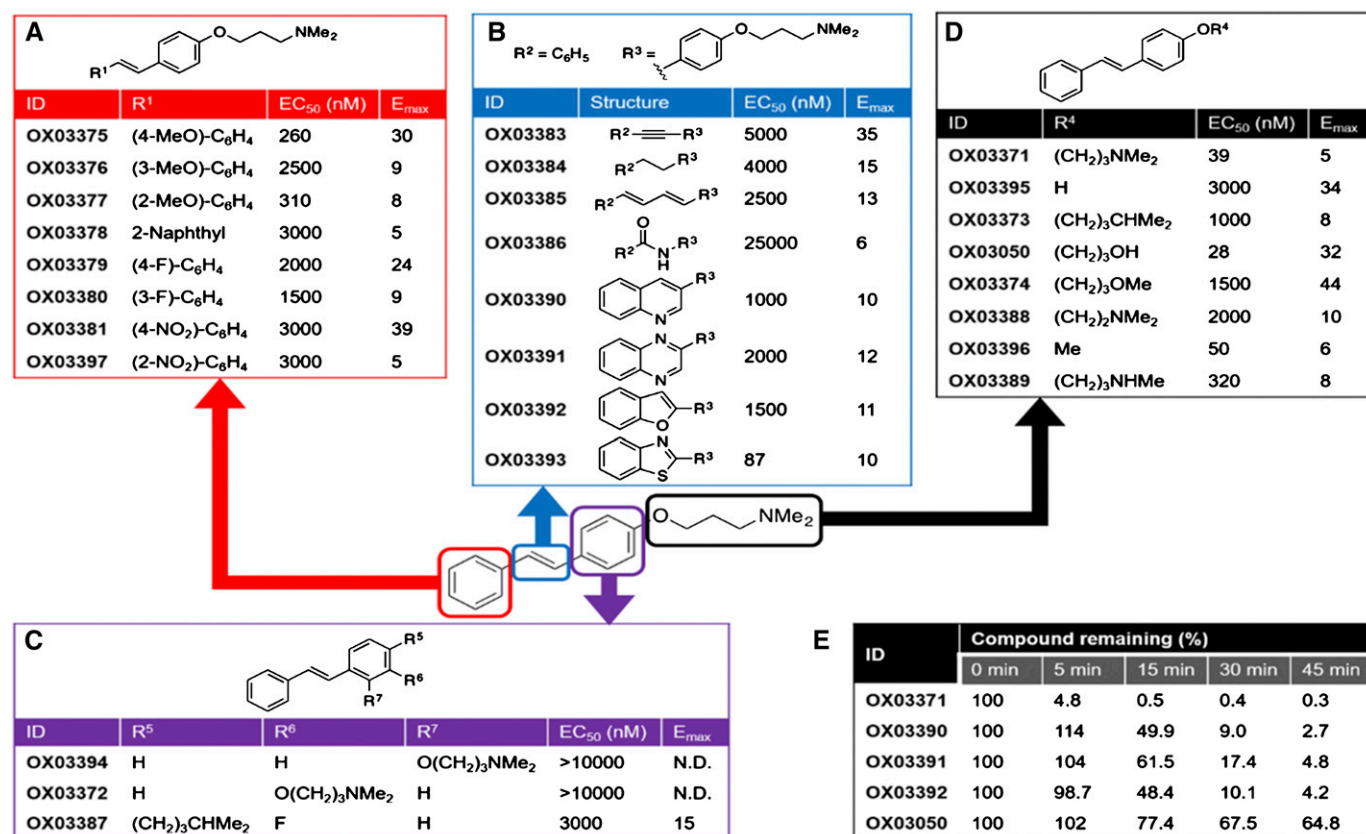 A
R¹
O
NMe₂
ID R¹ EC₅₀ (nM) Eₘₐₓ
OX03375 (4-MeO)-C₆H₄ 260 30
OX03376 (3-MeO)-C₆H₄ 2500 9
OX03377 (2-MeO)-C₆H₄ 310 8
OX03378 2-Naphthyl 3000 5
OX03379 (4-F)-C₆H₄ 2000 24
OX03380 (3-F)-C₆H₄ 1500 9
OX03381 (4-NO₂)-C₆H₄ 3000 39
OX03397 (2-NO₂)-C₆H₄ 3000 5
B
R² = C₆H₅ R³ =
O
NMe₂
ID Structure EC₅₀ (nM) Eₘₐₓ
OX03383 R² R³ 5000 35
OX03384 R² R³ 4000 15
OX03385 R² R³ 2500 13
OX03386 R² O N H R³ 25000 6
OX03390 N R³ 1000 10
OX03391 N N R³ 2000 12
OX03392 O R³ 1500 11
OX03393 N S R³ 87 10
D
OR⁴
ID R⁴ EC₅₀ (nM) Eₘₐₓ
OX03371 (CH₂)₃NMe₂ 39 5
OX03395 H 3000 34
OX03373 (CH₂)₃CHMe₂ 1000 8
OX03050 (CH₂)₃OH 28 32
OX03374 (CH₂)₃OMe 1500 44
OX03388 (CH₂)₂NMe₂ 2000 10
OX03396 Me 50 6
OX03389 (CH₂)₃NHMe 320 8
O
NMe₂
C
R⁵
R⁶
R⁷
ID R⁵ R⁶ R⁷ EC₅₀ (nM) Eₘₐₓ
OX03394 H H O(CH₂)₃NMe₂ >10000 N.D.
OX03372 H O(CH₂)₃NMe₂ H >10000 N.D.
OX03387 (CH₂)₃CHMe₂ F H 3000 15
E
ID Compound remaining (%)
0 min 5 min 15 min 30 min 45 min
OX03371 100 4.8 0.5 0.4 0.3
OX03390 100 114 49.9 9.0 2.7
OX03391 100 104 61.5 17.4 4.8
OX03392 100 98.7 48.4 10.1 4.2
OX03050 100 102 77.4 67.5 64.8